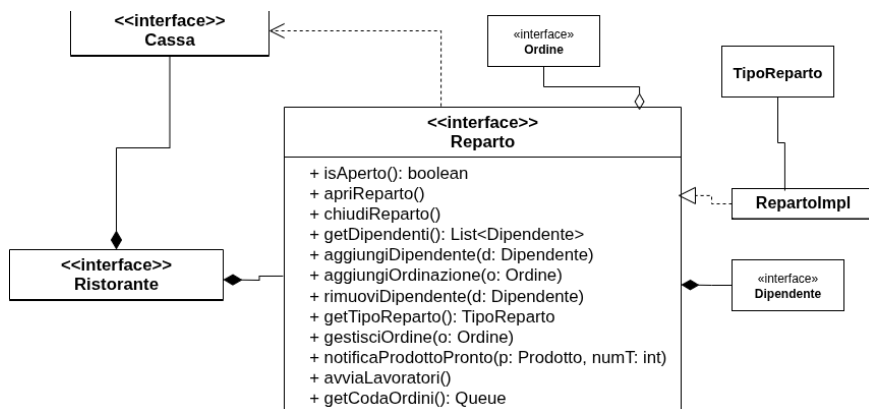 <<interface>>
Cassa
«interface»
Ordine
TipoReparto
<<interface>>
Reparto
+ isAperto(): boolean
+ apriReparto()
+ chiudiReparto()
+ getDipendenti(): List<Dipendente>
+ aggiungiDipendente(d: Dipendente)
+ aggiungiOrdinazione(o: Ordine)
+ rimuoviDipendente(d: Dipendente)
+ getTipoReparto(): TipoReparto
+ gestisciOrdine(o: Ordine)
+ notificaProdottoPronto(p: Prodotto, numT: int)
+ avviaLavoratori()
+ getCodaOrdini(): Queue
RepartoImpl
<<interface>>
Ristorante
«interface»
Dipendente